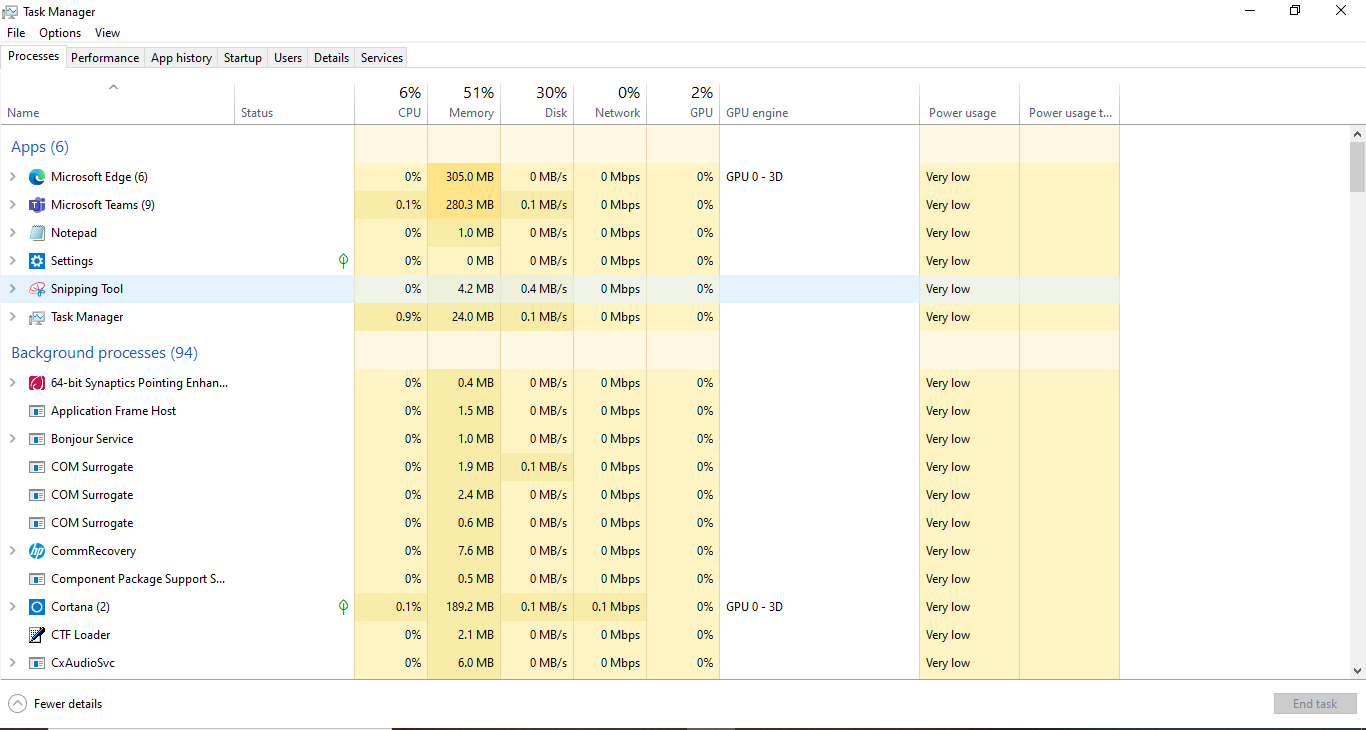 Task Manager
File Options View
Processes Performance App history Startup Users Details Services
6% 51% 30% 0% 2%
Name Status CPU Memory Disk Network GPU GPU engine Power usage Power usage t...
Apps (6)
Microsoft Edge (6) 0% 305.0 MB 0 MB/s 0 Mbps 0% GPU 0 - 3D Very low
Microsoft Teams (9) 0.1% 280.3 MB 0.1 MB/s 0 Mbps 0% Very low
Notepad 0% 1.0 MB 0 MB/s 0 Mbps 0% Very low
Settings 0% 0 MB 0 MB/s 0 Mbps 0% Very low
Snipping Tool 0% 4.2 MB 0.4 MB/s 0 Mbps 0% Very low
Task Manager 0.9% 24.0 MB 0.1 MB/s 0 Mbps 0% Very low
Background processes (94)
64-bit Synaptics Pointing Enhan... 0% 0.4 MB 0 MB/s 0 Mbps 0% Very low
Application Frame Host 0% 1.5 MB 0 MB/s 0 Mbps 0% Very low
Bonjour Service 0% 1.0 MB 0 MB/s 0 Mbps 0% Very low
COM Surrogate 0% 1.9 MB 0.1 MB/s 0 Mbps 0% Very low
COM Surrogate 0% 2.4 MB 0 MB/s 0 Mbps 0% Very low
COM Surrogate 0% 0.6 MB 0 MB/s 0 Mbps 0% Very low
hp CommRecovery 0% 7.6 MB 0 MB/s 0 Mbps 0% Very low
Component Package Support S... 0% 0.5 MB 0 MB/s 0 Mbps 0% Very low
Cortana (2) 0.1% 189.2 MB 0.1 MB/s 0.1 Mbps 0% GPU 0 - 3D Very low
CTF Loader 0% 2.1 MB 0 MB/s 0 Mbps 0% Very low
CxAudioSvc 0% 6.0 MB 0 MB/s 0 Mbps 0% Very low
Fewer details End task